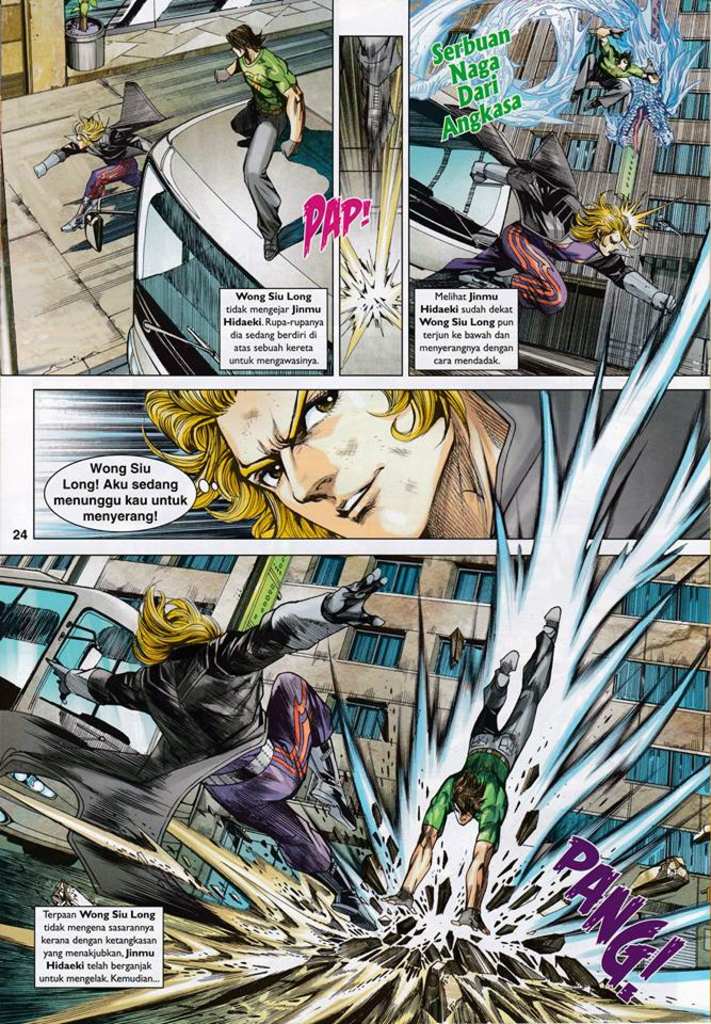 Wong Siu Long
tidak mengejar Jinmu
Hidaeki. Rupa-rupanya
dia sedang berdiri di
atas sebuah kereta
untuk mengawasinya.
PAP!
Serbuan
Naga
Dari
Angkasa
Melihat Jinmu
Hidaeki sudah dekat
Wong Siu Long pun
terjun ke bawah dan
menyerangnya dengan
cara mendadak.
Wong Siu
Long! Aku sedang
menunggu kau untuk
menyerang!
24
PANG!
Terpaan Wong Siu Long
tidak mengena sasarannya
kerana dengan ketangkasan
yang menakjubkan, Jinmu
Hidaeki telah berganjak
untuk mengelak. Kemudian...